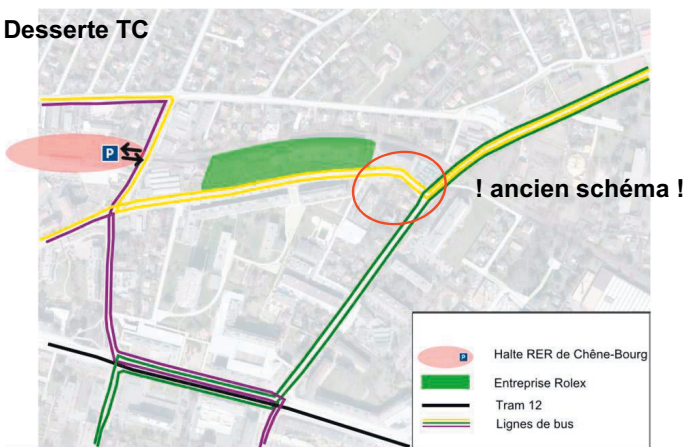 Desserte TC
P
! ancien schéma !
P
Halte RER de Chêne-Bourg
Entreprise Rolex
Tram 12
Lignes de bus